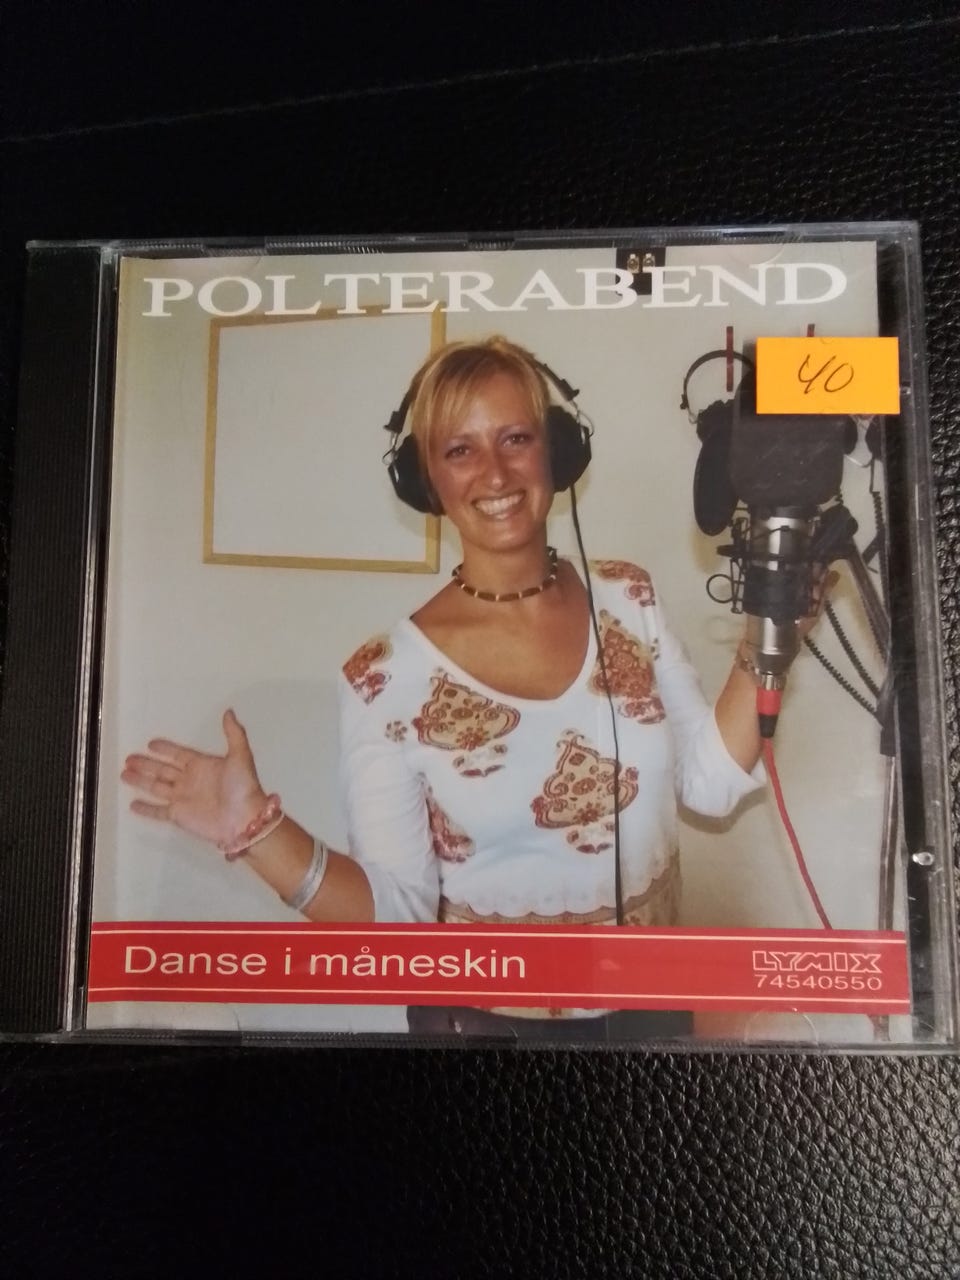 POLTERABEND
40
Danse i måneskin
LYMIX
74540550